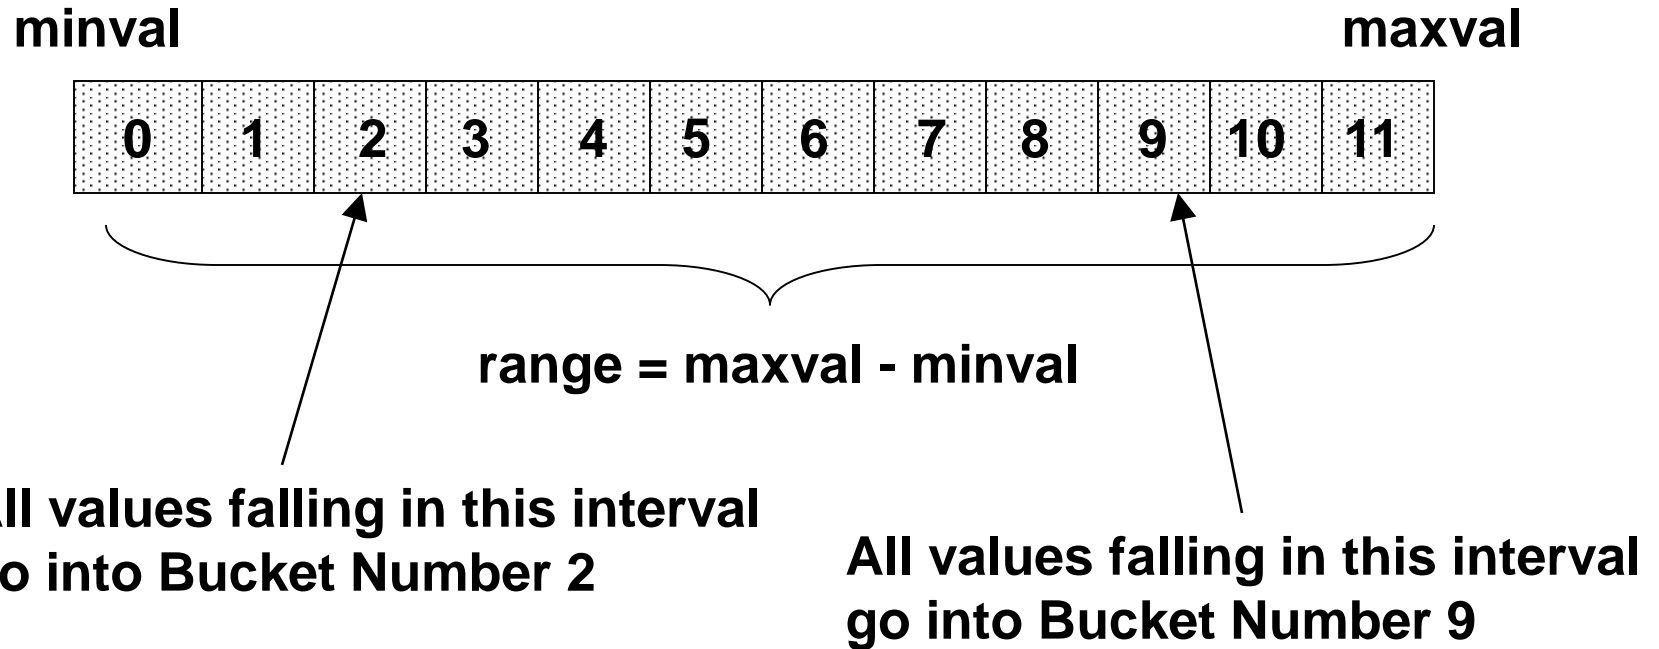 minval maxval
0 1 2 3 4 5 6 7 8 9 10 11
range = maxval - minval
ll values falling in this interval
o into Bucket Number 2
All values falling in this interval
go into Bucket Number 9